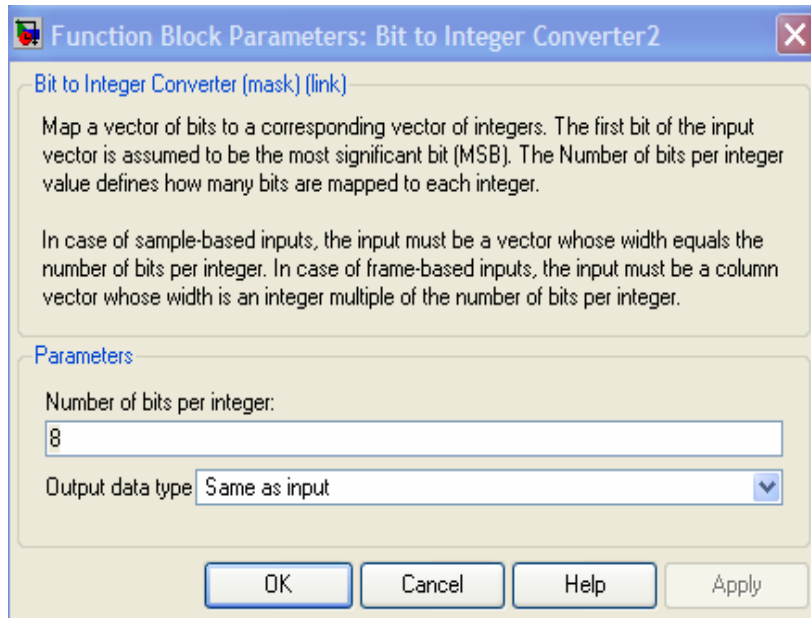 Function Block Parameters: Bit to Integer Converter2
Bit to Integer Converter (mask) (link)
Map a vector of bits to a corresponding vector of integers. The first bit of the input
vector is assumed to be the most significant bit (MSB). The Number of bits per integer
value defines how many bits are mapped to each integer.
In case of sample-based inputs, the input must be a vector whose width equals the
number of bits per integer. In case of frame-based inputs, the input must be a column
vector whose width is an integer multiple of the number of bits per integer.
Parameters
Number of bits per integer:
8
Output data type Same as input
OK Cancel Help Apply